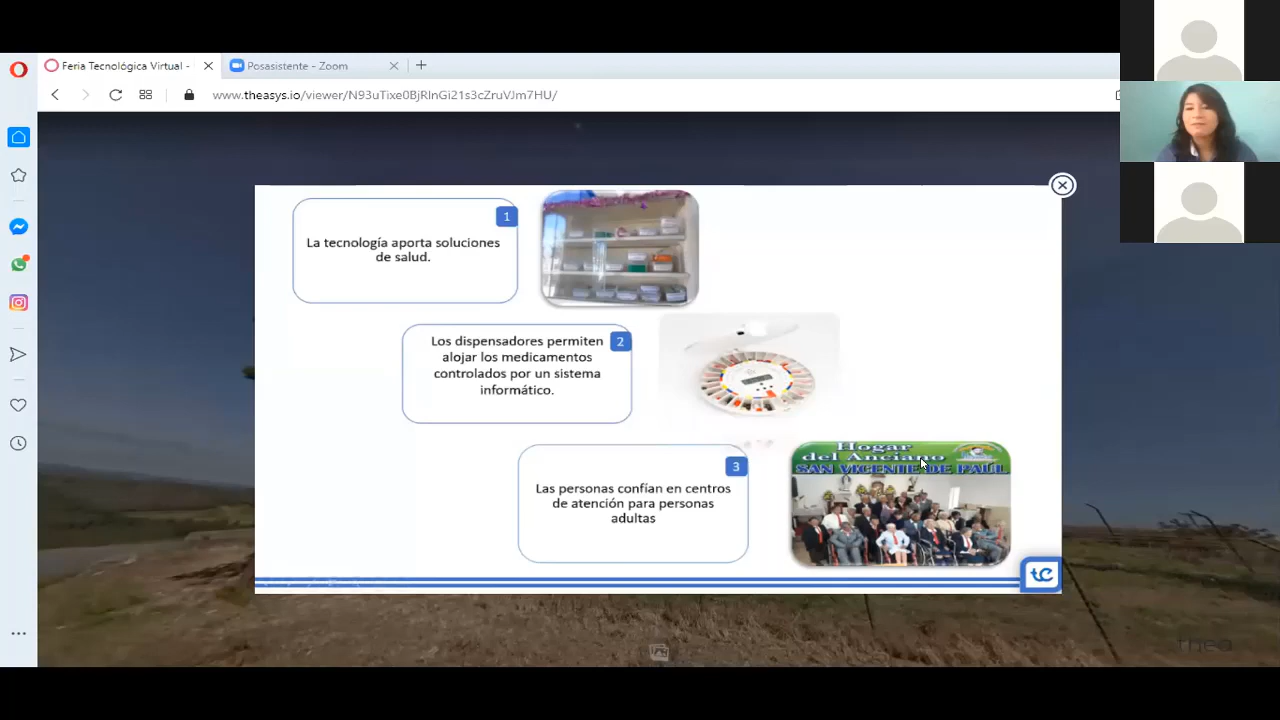 Feria Tecnológica Virtual -
Posasistente - Zoom
www.theasys.io/viewer/N93uTixe0BjRlnGi21s3cZruVJm7HU/
1
La tecnología aporta soluciones
de salud.
2
Los dispensadores permiten
alojar los medicamentos
controlados por un sistema
informático.
3
Las personas confían en centros
de atención para personas
adultas
Hogar
del Anciano
SAN VICENTE DE PAÚL
tc
thea